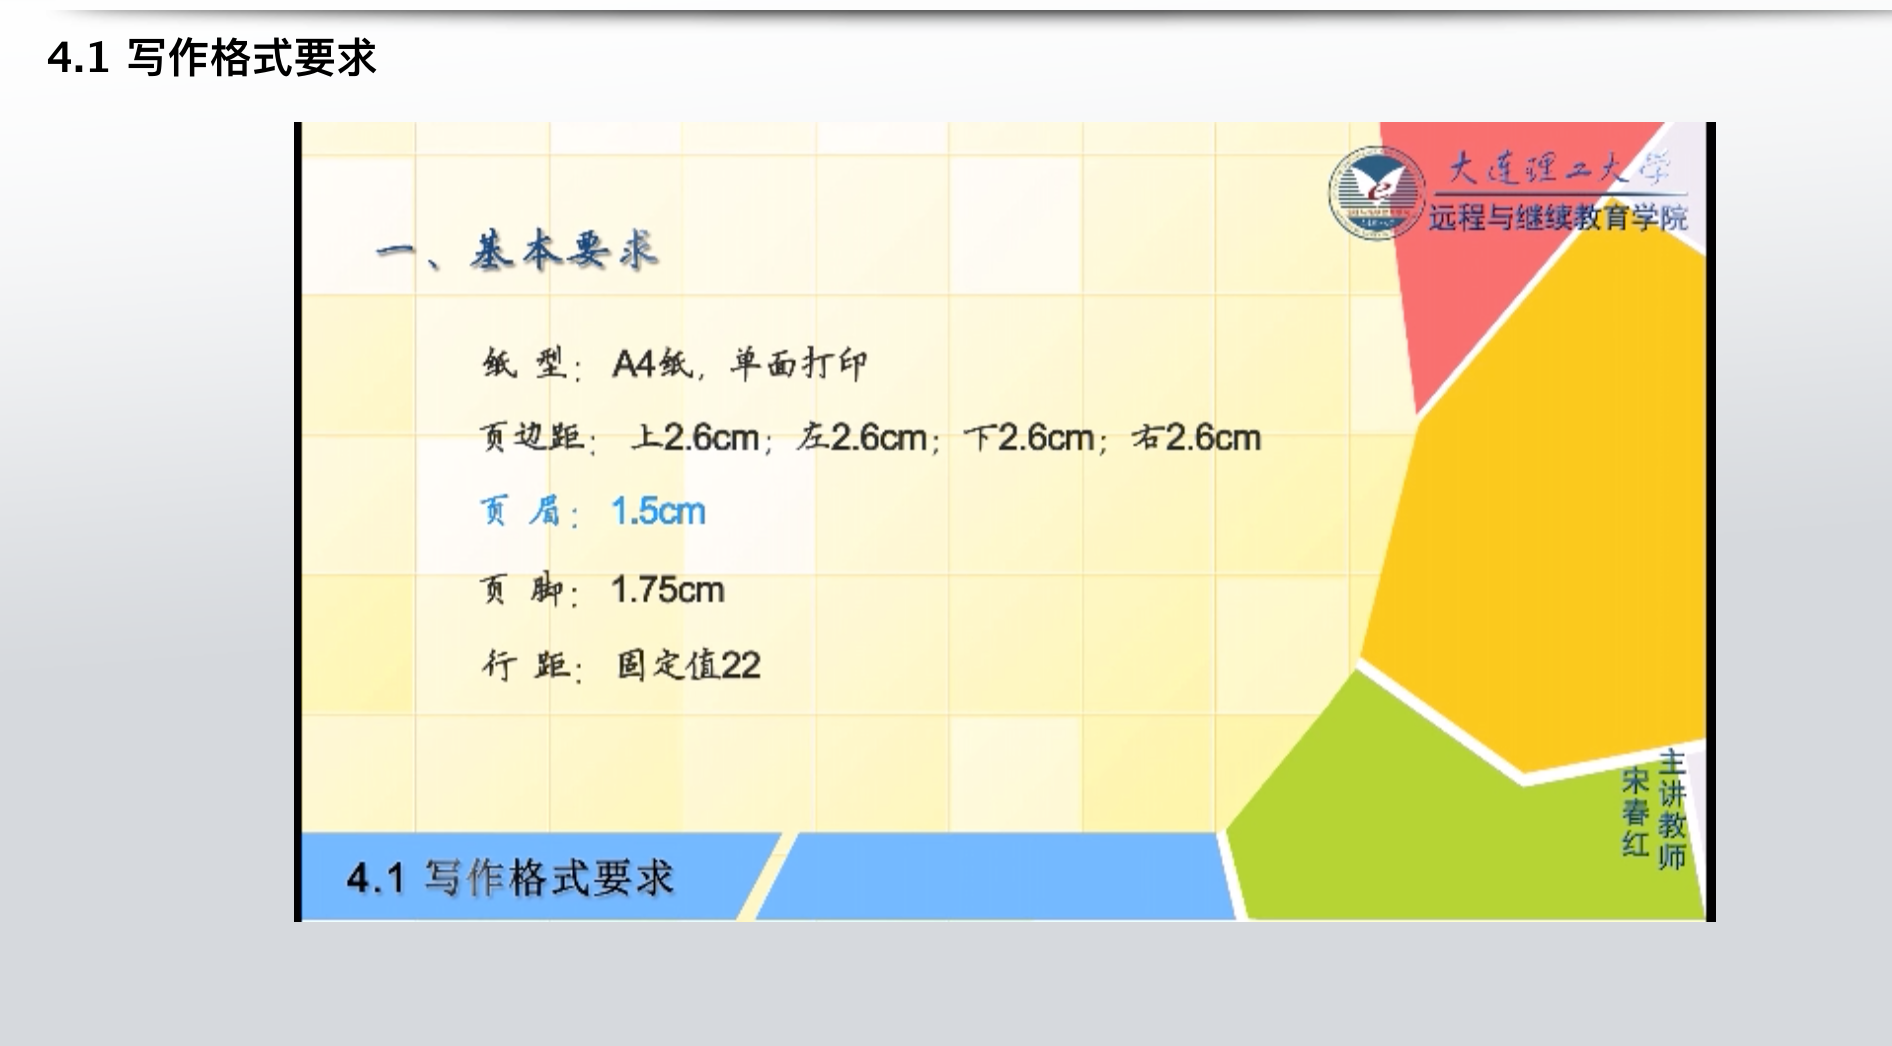 4.1 写作格式要求
大连理工大学
远程与继续教育学院
一、基本要求
纸 型： A4纸，单面打印
页边距： 上2.6cm；左2.6cm；下2.6cm；右2.6cm
页 眉： 1.5cm
页 脚： 1.75cm
行 距： 固定值22
主讲教师
宋春红
4.1 写作格式要求